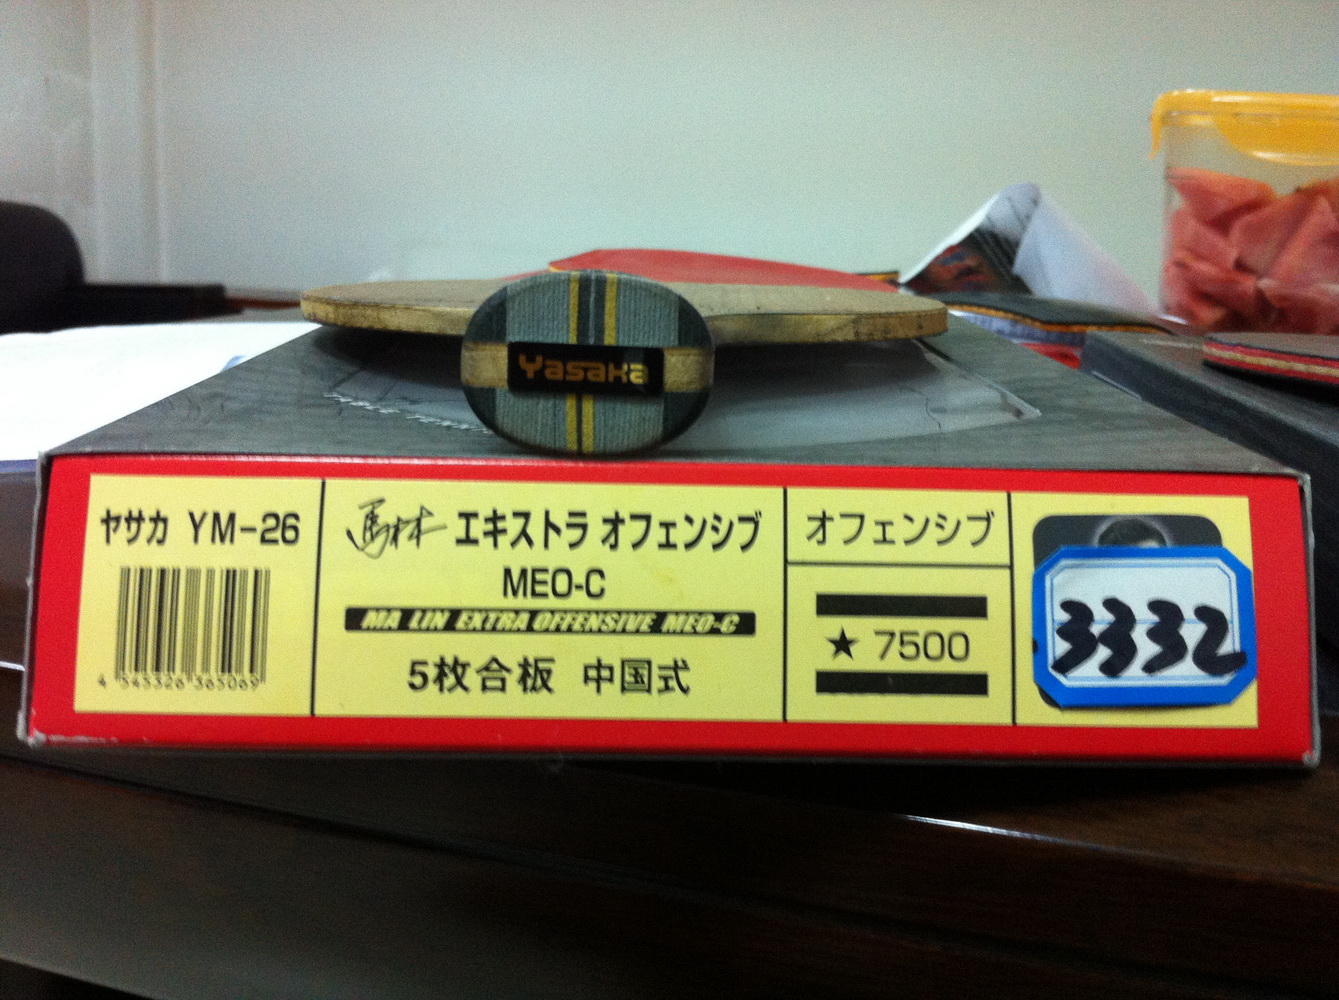 Yasaka
ヤサカ YM-26
4 545326 365069
馬林 エキストラ オフェンシブ
MEO-C
MA LIN EXTRA OFFENSIVE MEO-C
5枚合板 中国式
オフェンシブ
★ 7500
3332